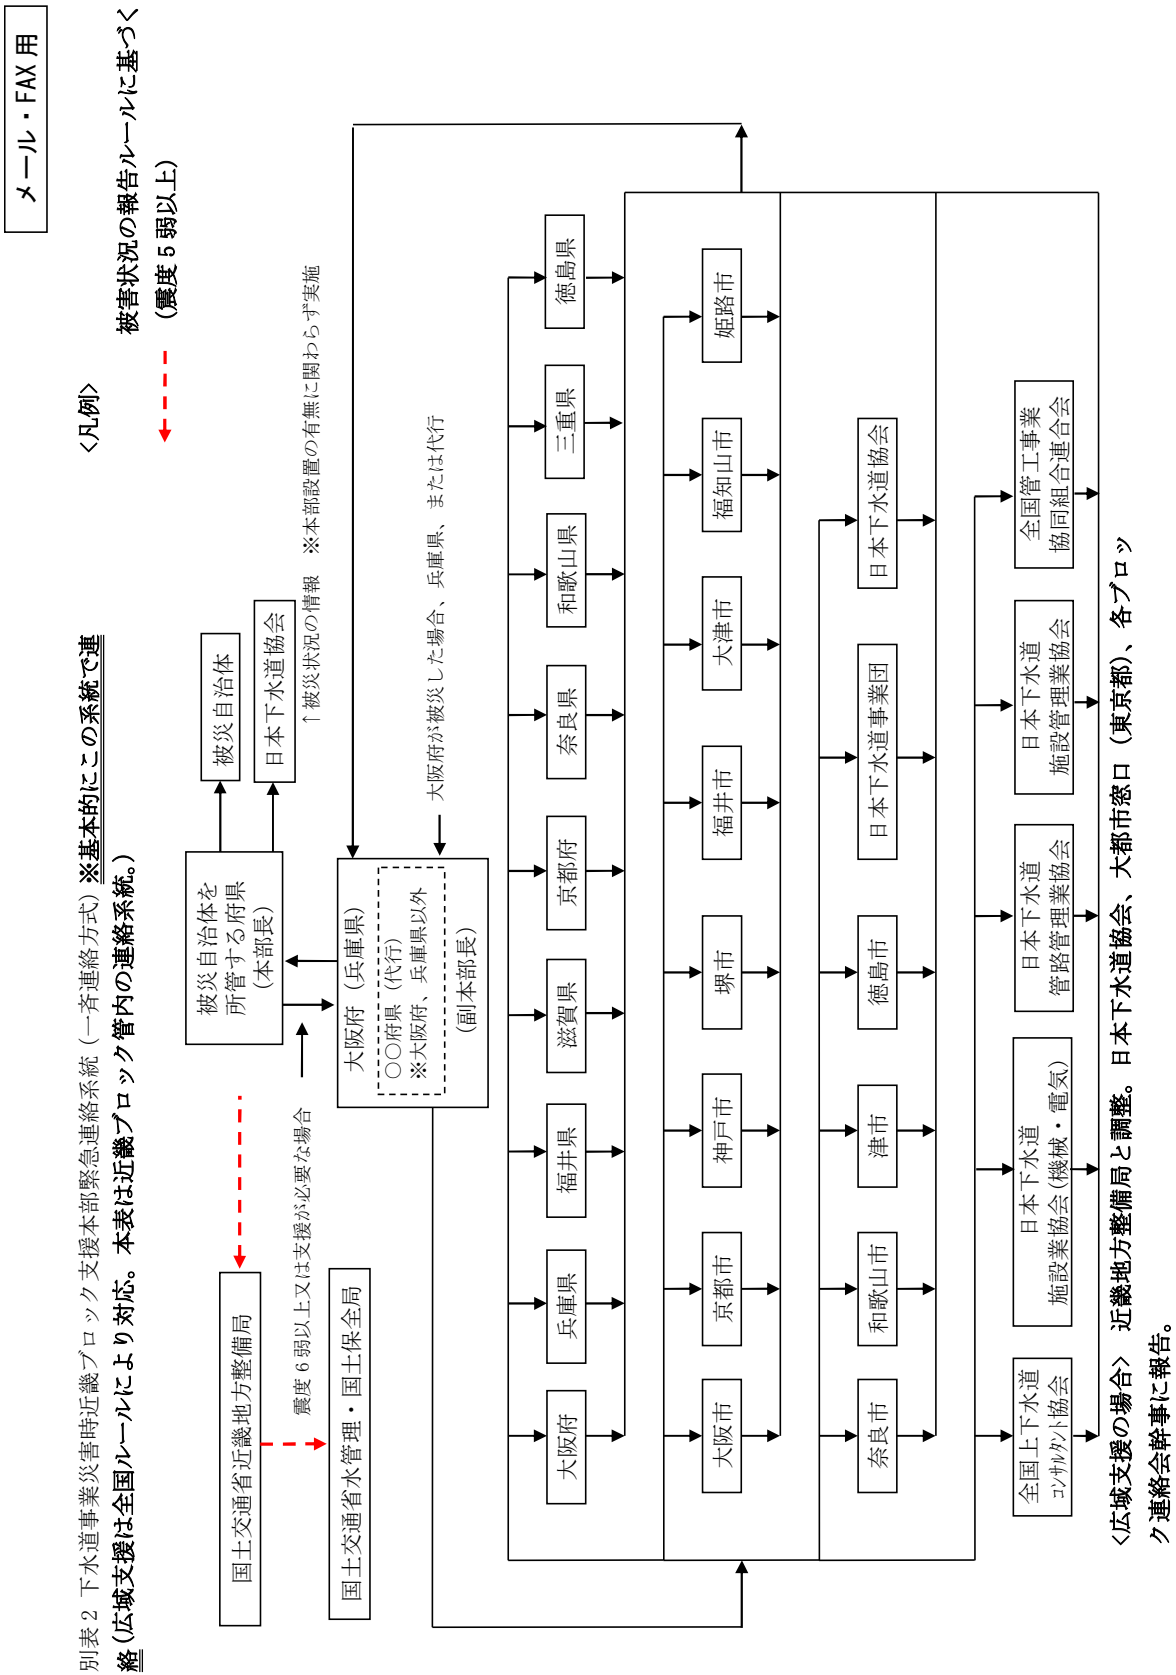 メール・FAX 用
別表２ 下水道事業災害時近畿ブロック支援本部緊急連絡系統（一斉連絡方式）※基本的にこの系統で連
絡（広域支援は全国ルールにより対応。本表は近畿ブロック管内の連絡系統。）
＜凡例＞
被害状況の報告ルールに基づく
（震度５弱以上）
被災自治体を
所管する府県
（本部長）
被災自治体
日本下水道協会
↑被災状況の情報　※本部設置の有無に関わらず実施
国土交通省近畿地方整備局
国土交通省水管理・国土保全局
震度６弱以上又は支援が必要な場合
大阪府（兵庫県）
〇〇府県（代行）
※大阪府、兵庫県以外
（副本部長）
大阪府が被災した場合、兵庫県、または代行
大阪府
兵庫県
福井県
滋賀県
京都府
奈良県
和歌山県
三重県
徳島県
大阪市
京都市
神戸市
堺市
福井市
大津市
福知山市
姫路市
奈良市
和歌山市
津市
徳島市
日本下水道事業団
日本下水道協会
全国上下水道
コンサルタント協会
日本下水道
施設業協会（機械・電気）
日本下水道
管路管理業協会
日本下水道
施設管理業協会
全国管工事業
協同組合連合会
＜広域支援の場合＞　近畿地方整備局と調整。日本下水道協会、大都市窓口（東京都）、各ブロッ
ク連絡会幹事に報告。